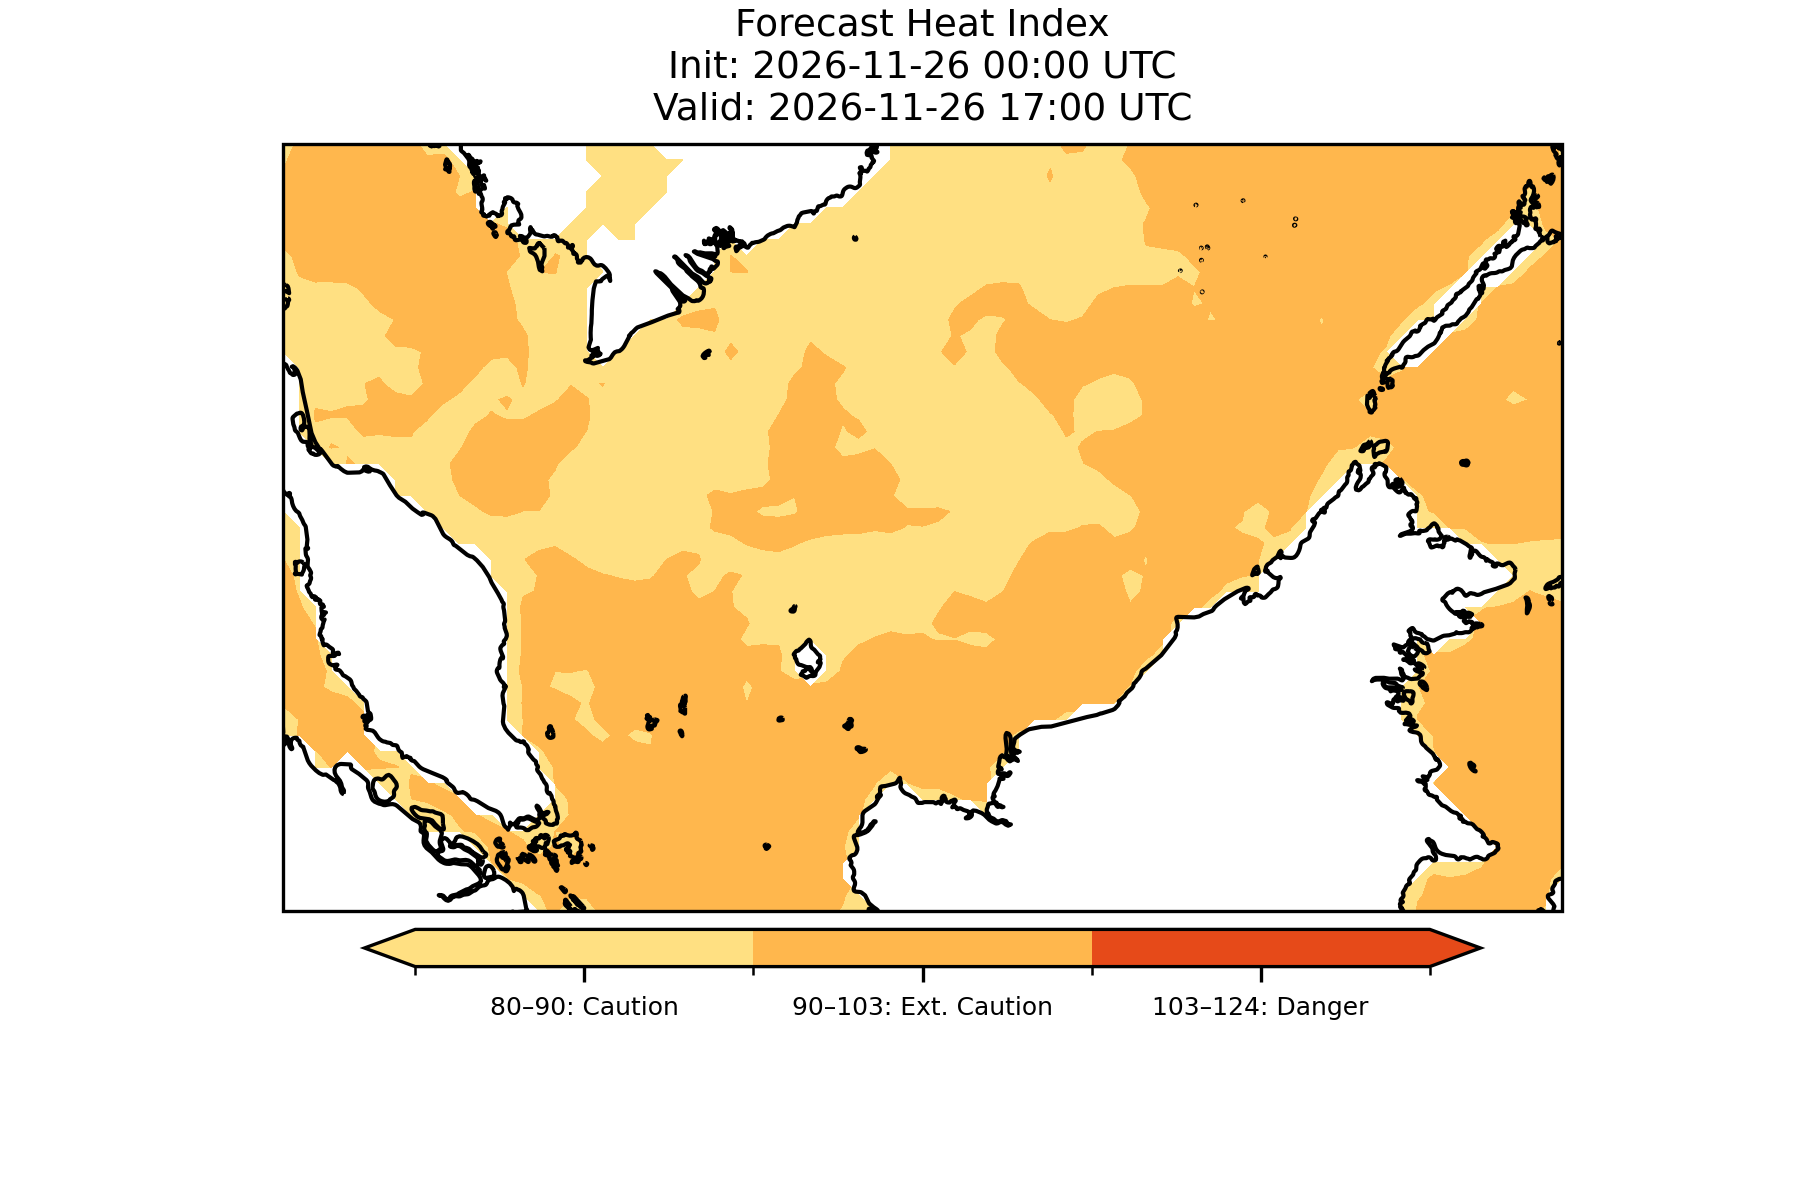 Forecast Heat Index
Init: 2026-11-26 00:00 UTC
Valid: 2026-11-26 17:00 UTC
80–90: Caution
90–103: Ext. Caution
103–124: Danger